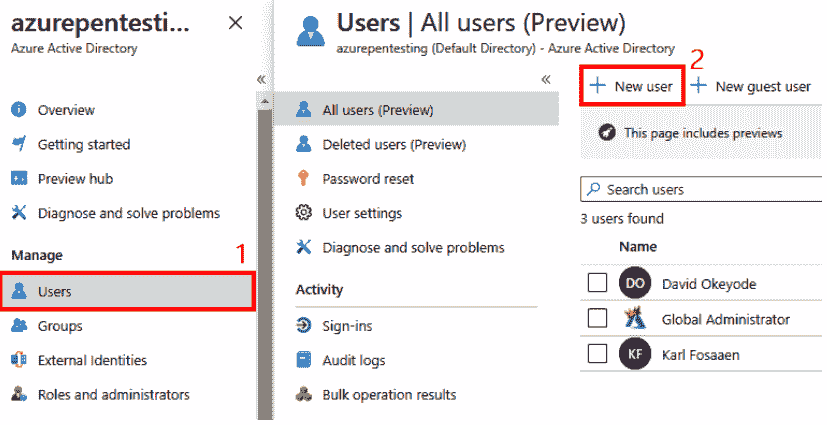 azurepentesti...
Azure Active Directory
Overview
Getting started
Preview hub
Diagnose and solve problems
Manage
1
Users
Groups
External Identities
Roles and administrators
Users | All users (Preview)
azurepentesting (Default Directory) - Azure Active Directory
All users (Preview)
Deleted users (Preview)
Password reset
User settings
Diagnose and solve problems
Activity
Sign-ins
Audit logs
Bulk operation results
2
New user
New guest user
This page includes previews
Search users
3 users found
Name
DO David Okeyode
Global Administrator
KF Karl Fosaaen